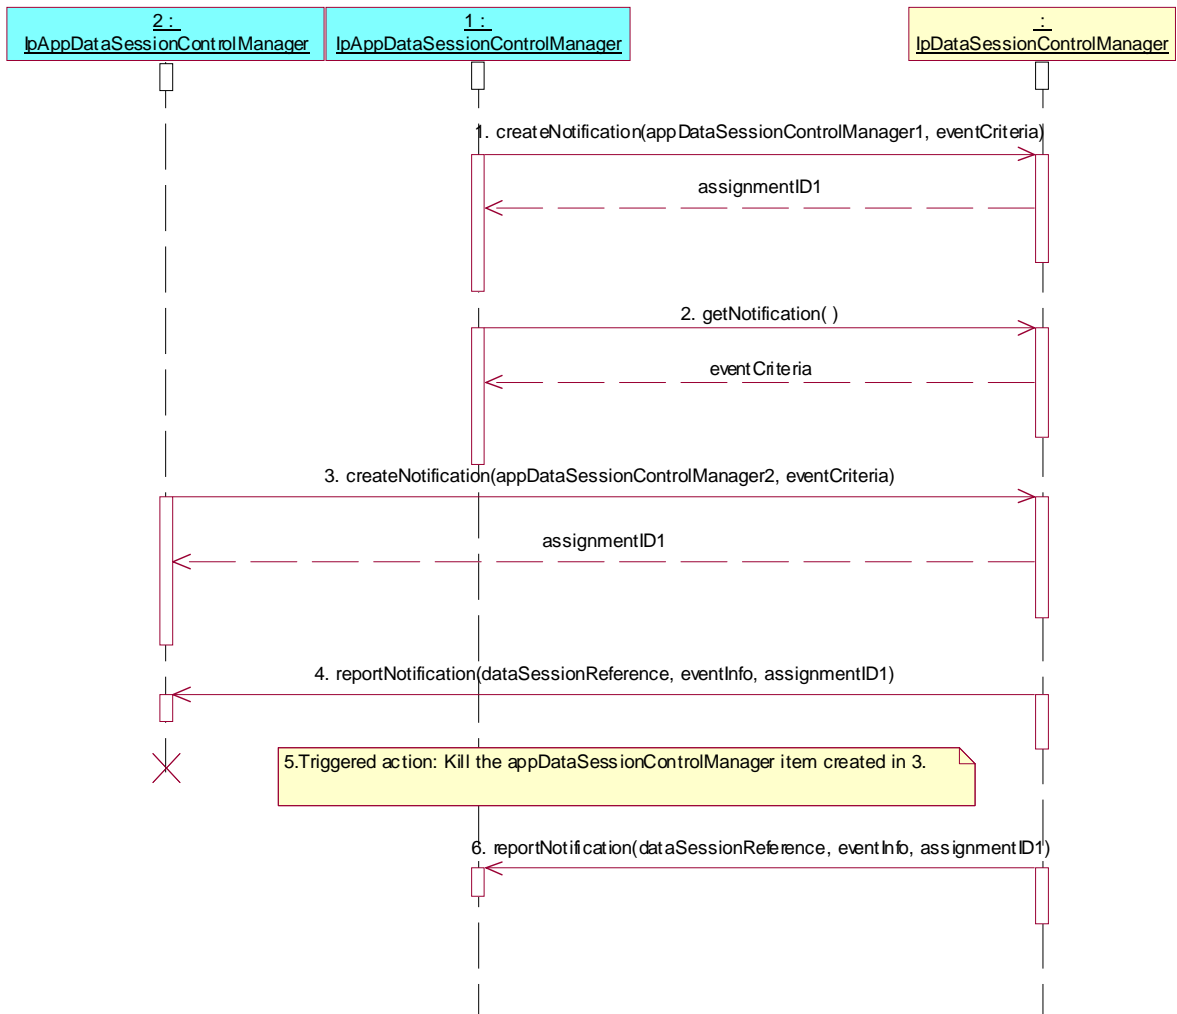 2 :
IpAppDataSessionControlManager
1 :
IpAppDataSessionControlManager
:
IpDataSessionControlManager
1. createNotification(appDataSessionControlManager1, eventCriteria)
assignmentID1
2. getNotification( )
eventCriteria
3. createNotification(appDataSessionControlManager2, eventCriteria)
assignmentID1
4. reportNotification(dataSessionReference, eventInfo, assignmentID1)
5.Triggered action: Kill the appDataSessionControlManager item created in 3.
6. reportNotification(dataSessionReference, eventInfo, assignmentID1)